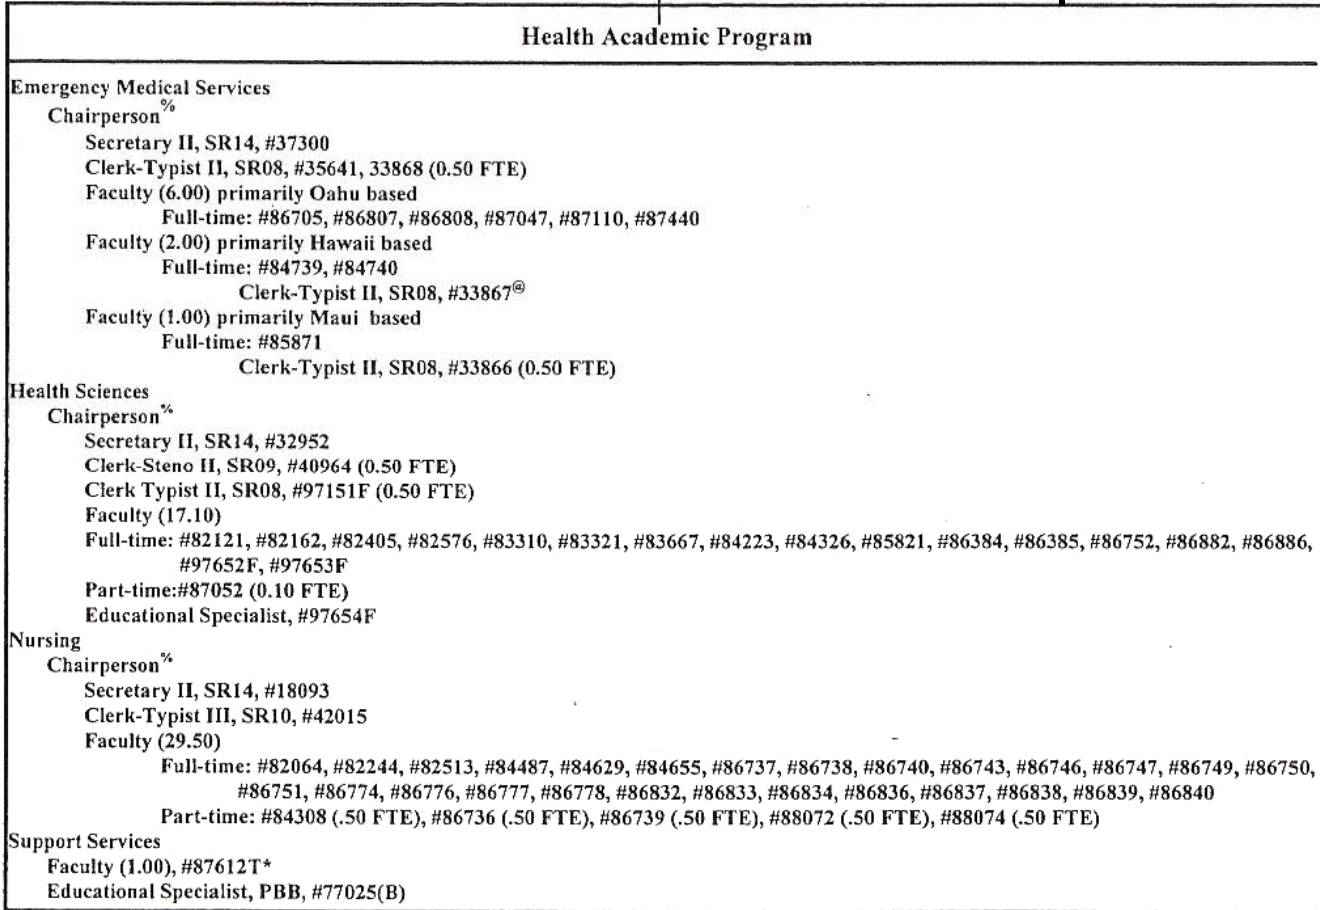 Health Academic Program
Emergency Medical Services
Chairperson%
Secretary II, SR14, #37300
Clerk-Typist II, SR08, #35641, 33868 (0.50 FTE)
Faculty (6.00) primarily Oahu based
Full-time: #86705, #86807, #86808, #87047, #87110, #87440
Faculty (2.00) primarily Hawaii based
Full-time: #84739, #84740
Clerk-Typist II, SR08, #33867@
Faculty (1.00) primarily Maui based
Full-time: #85871
Clerk-Typist II, SR08, #33866 (0.50 FTE)
Health Sciences
Chairperson%
Secretary II, SR14, #32952
Clerk-Steno II, SR09, #40964 (0.50 FTE)
Clerk Typist II, SR08, #97151F (0.50 FTE)
Faculty (17.10)
Full-time: #82121, #82162, #82405, #82576, #83310, #83321, #83667, #84223, #84326, #85821, #86384, #86385, #86752, #86882, #86886,
#97652F, #97653F
Part-time:#87052 (0.10 FTE)
Educational Specialist, #97654F
Nursing
Chairperson%
Secretary II, SR14, #18093
Clerk-Typist III, SR10, #42015
Faculty (29.50)
Full-time: #82064, #82244, #82513, #84487, #84629, #84655, #86737, #86738, #86740, #86743, #86746, #86747, #86749, #86750,
#86751, #86774, #86776, #86777, #86778, #86832, #86833, #86834, #86836, #86837, #86838, #86839, #86840
Part-time: #84308 (.50 FTE), #86736 (.50 FTE), #86739 (.50 FTE), #88072 (.50 FTE), #88074 (.50 FTE)
Support Services
Faculty (1.00), #87612T*
Educational Specialist, PBB, #77025(B)